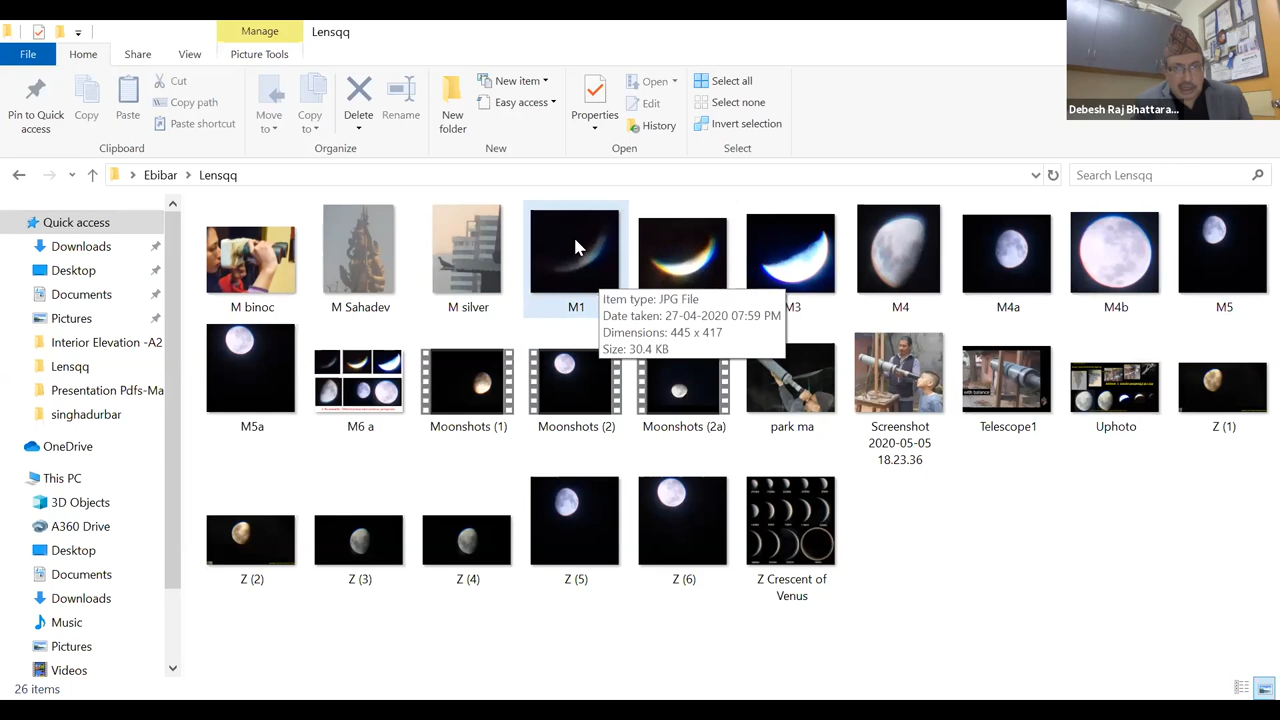 Manage
Lensqq
File
Home
Share
View
Picture Tools
Pin to Quick access
Copy
Paste
Cut
Copy path
Paste shortcut
Clipboard
Move to
Copy to
Delete
Rename
Organize
New folder
New item
Easy access
New
Properties
Open
Edit
History
Open
Select all
Select none
Invert selection
Select
Debesh Raj Bhattara...
Ebibar
Lensqq
Search Lensqq
Quick access
Downloads
Desktop
Documents
Pictures
Interior Elevation -A2
Lensqq
Presentation Pdfs-Ma
singhadurbar
OneDrive
This PC
3D Objects
A360 Drive
Desktop
Documents
Downloads
Music
Pictures
Videos
M binoc
M Sahadev
M silver
M1
M3
M4
M4a
M4b
M5
Item type: JPG File
Date taken: 27-04-2020 07:59 PM
Dimensions: 445 x 417
Size: 30.4 KB
M5a
M6 a
Moonshots (1)
Moonshots (2)
Moonshots (2a)
park ma
Screenshot
2020-05-05
18.23.36
with balance
Telescope1
Uphoto
Z (1)
Z (2)
Z (3)
Z (4)
Z (5)
Z (6)
Z Crescent of
Venus
26 items